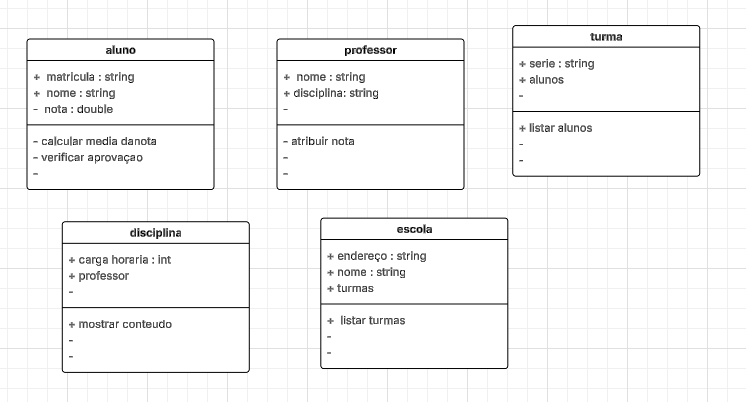 aluno
+ matricula : string
+ nome : string
- nota : double
- calcular media danota
- verificar aprovaçao
-
professor
+ nome : string
+ disciplina: string
-
- atribuir nota
-
-
turma
+ serie : string
+ alunos
-
+ listar alunos
-
-
disciplina
+ carga horaria : int
+ professor
-
+ mostrar conteudo
-
-
escola
+ endereço : string
+ nome : string
+ turmas
+ listar turmas
-
-